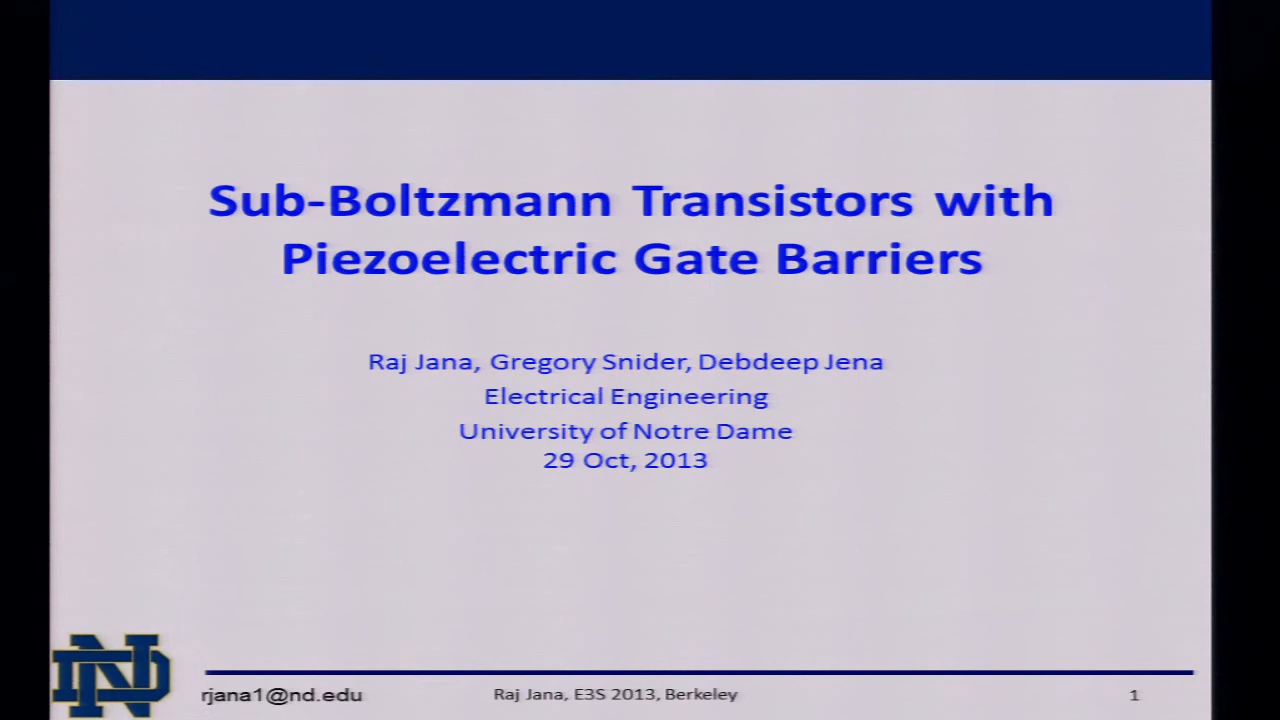 Sub-Boltzmann Transistors with
Piezoelectric Gate Barriers
Raj Jana, Gregory Snider, Debdeep Jena
Electrical Engineering
University of Notre Dame
29 Oct, 2013
ND
rjana1@nd.edu
Raj Jana, E3S 2013, Berkeley
1